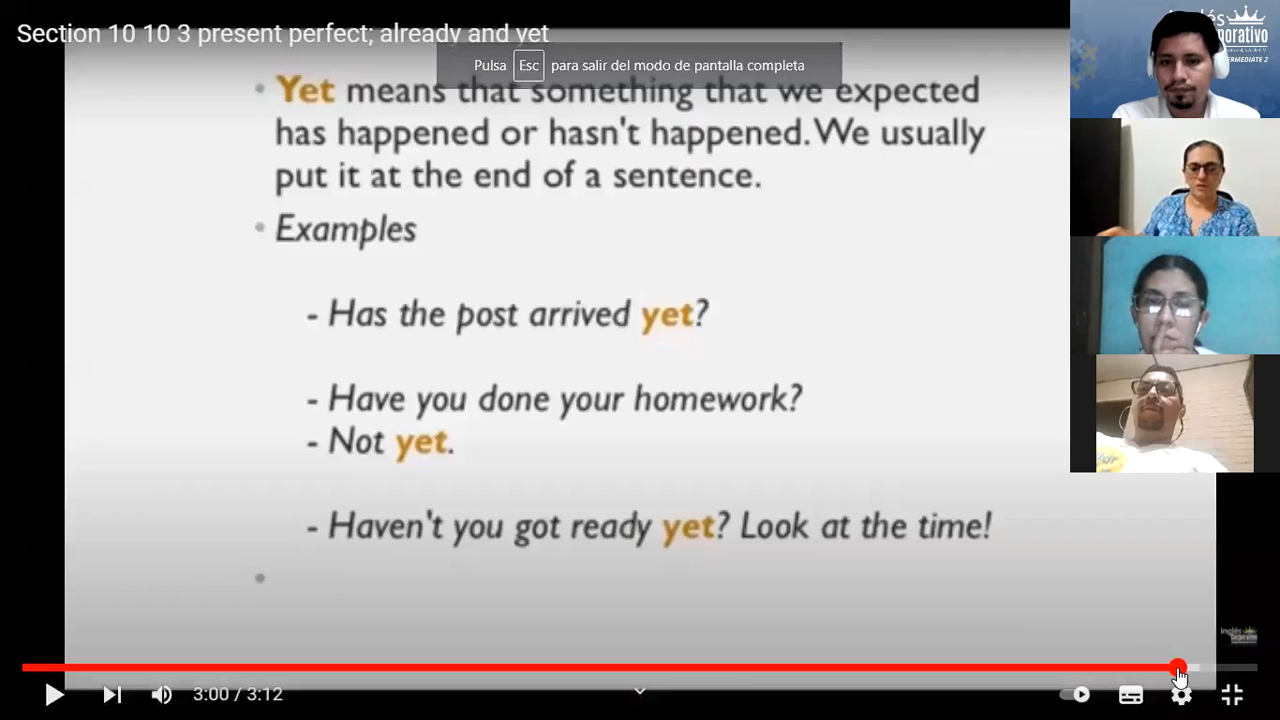 Section 10 10 3 present perfect; already and yet
Pulsa Esc para salir del modo de pantalla completa
• Yet means that something that we expected
has happened or hasn't happened. We usually
put it at the end of a sentence.
• Examples
- Has the post arrived yet?
- Have you done your homework?
- Not yet.
- Haven't you got ready yet? Look at the time!
•
3:00 / 3:12